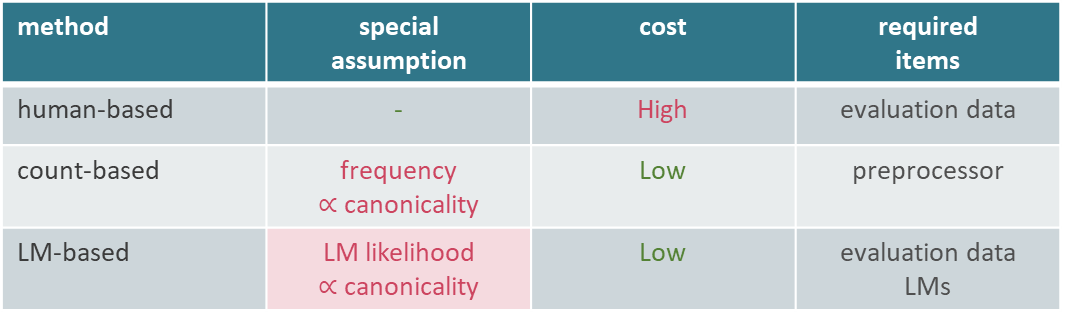 method
special
assumption
cost
required
items
human-based
-
High
evaluation data
count-based
frequency
∝ canonicality
Low
preprocessor
LM-based
LM likelihood
∝ canonicality
Low
evaluation data
LMs